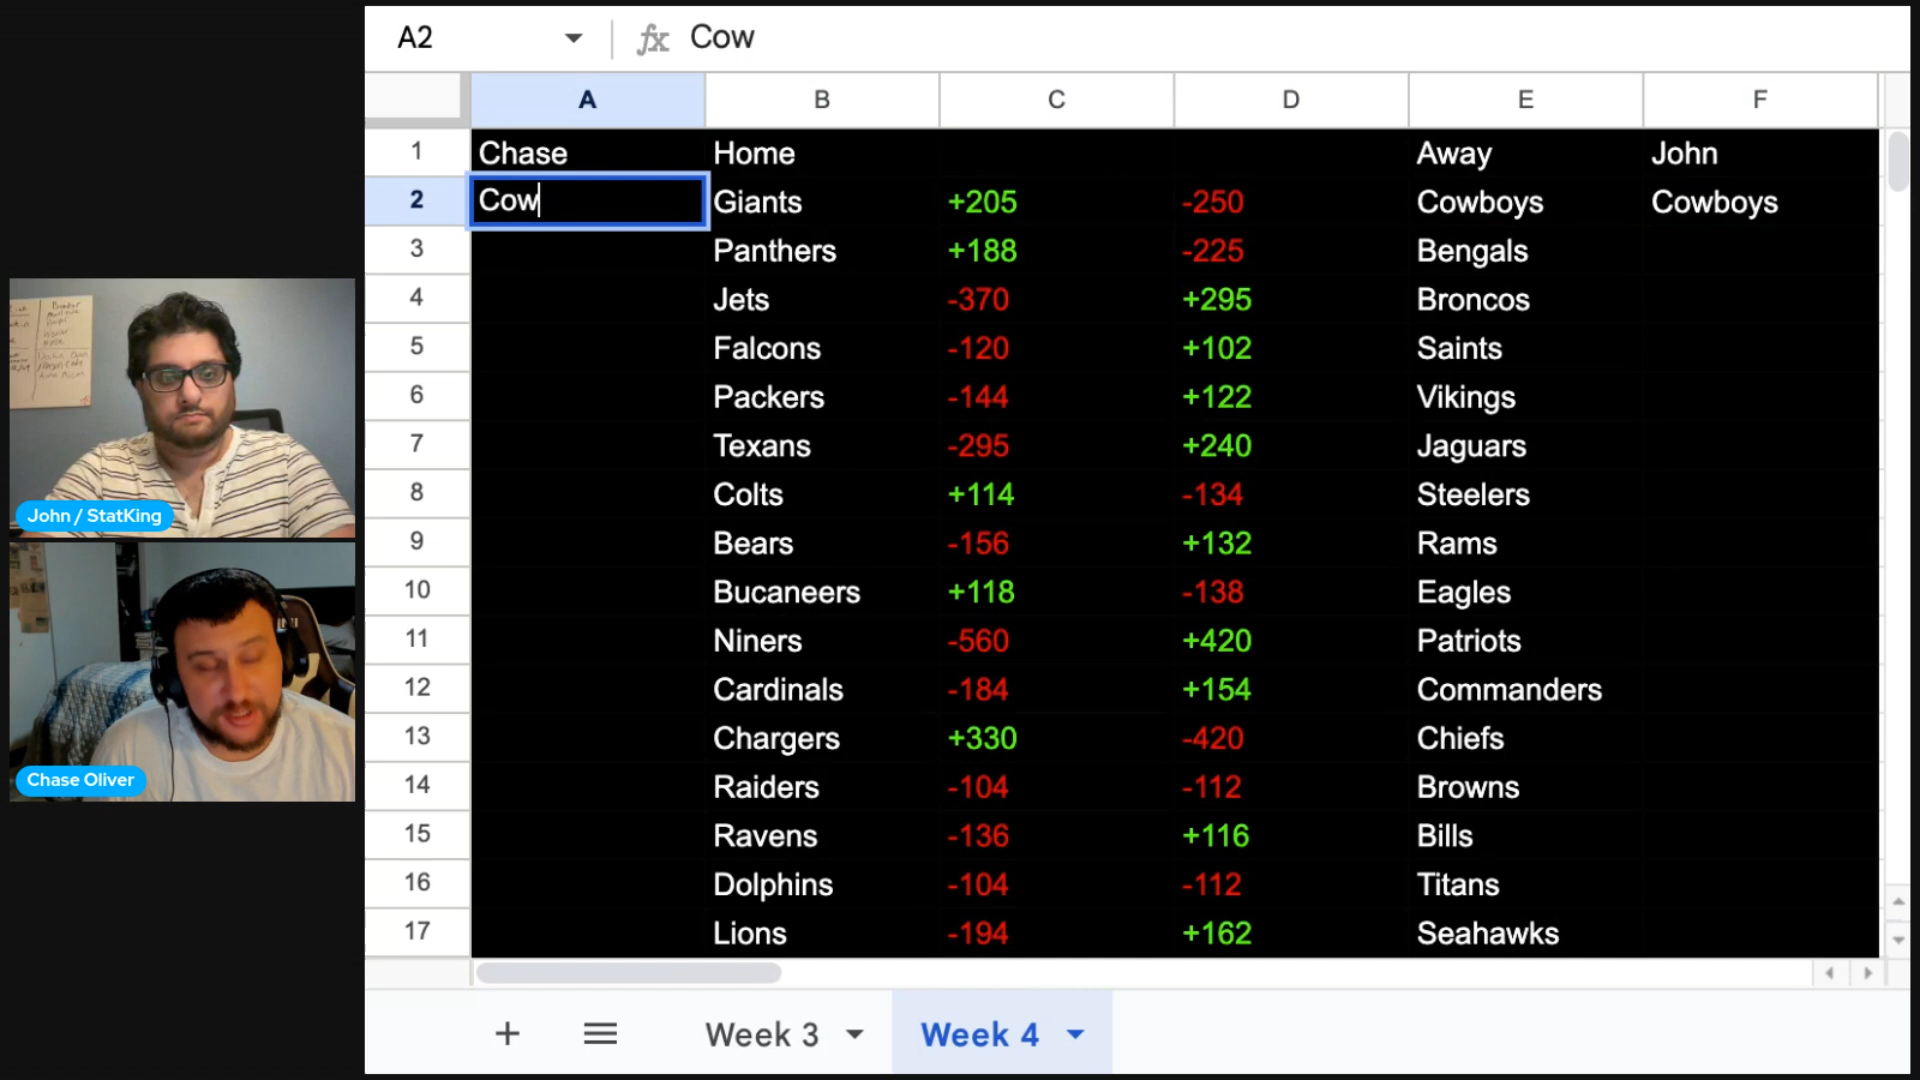 A2 fx Cow
A B C D E F
1 Chase Home Away John
2 Cow Giants +205 -250 Cowboys Cowboys
3 Panthers +188 -225 Bengals
4 Jets -370 +295 Broncos
5 Falcons -120 +102 Saints
6 Packers -144 +122 Vikings
7 Texans -295 +240 Jaguars
8 Colts +114 -134 Steelers
9 Bears -156 +132 Rams
10 Bucaneers +118 -138 Eagles
11 Niners -560 +420 Patriots
12 Cardinals -184 +154 Commanders
13 Chargers +330 -420 Chiefs
14 Raiders -104 -112 Browns
15 Ravens -136 +116 Bills
16 Dolphins -104 -112 Titans
17 Lions -194 +162 Seahawks
Week 3 Week 4
John / StatKing
Chase Oliver